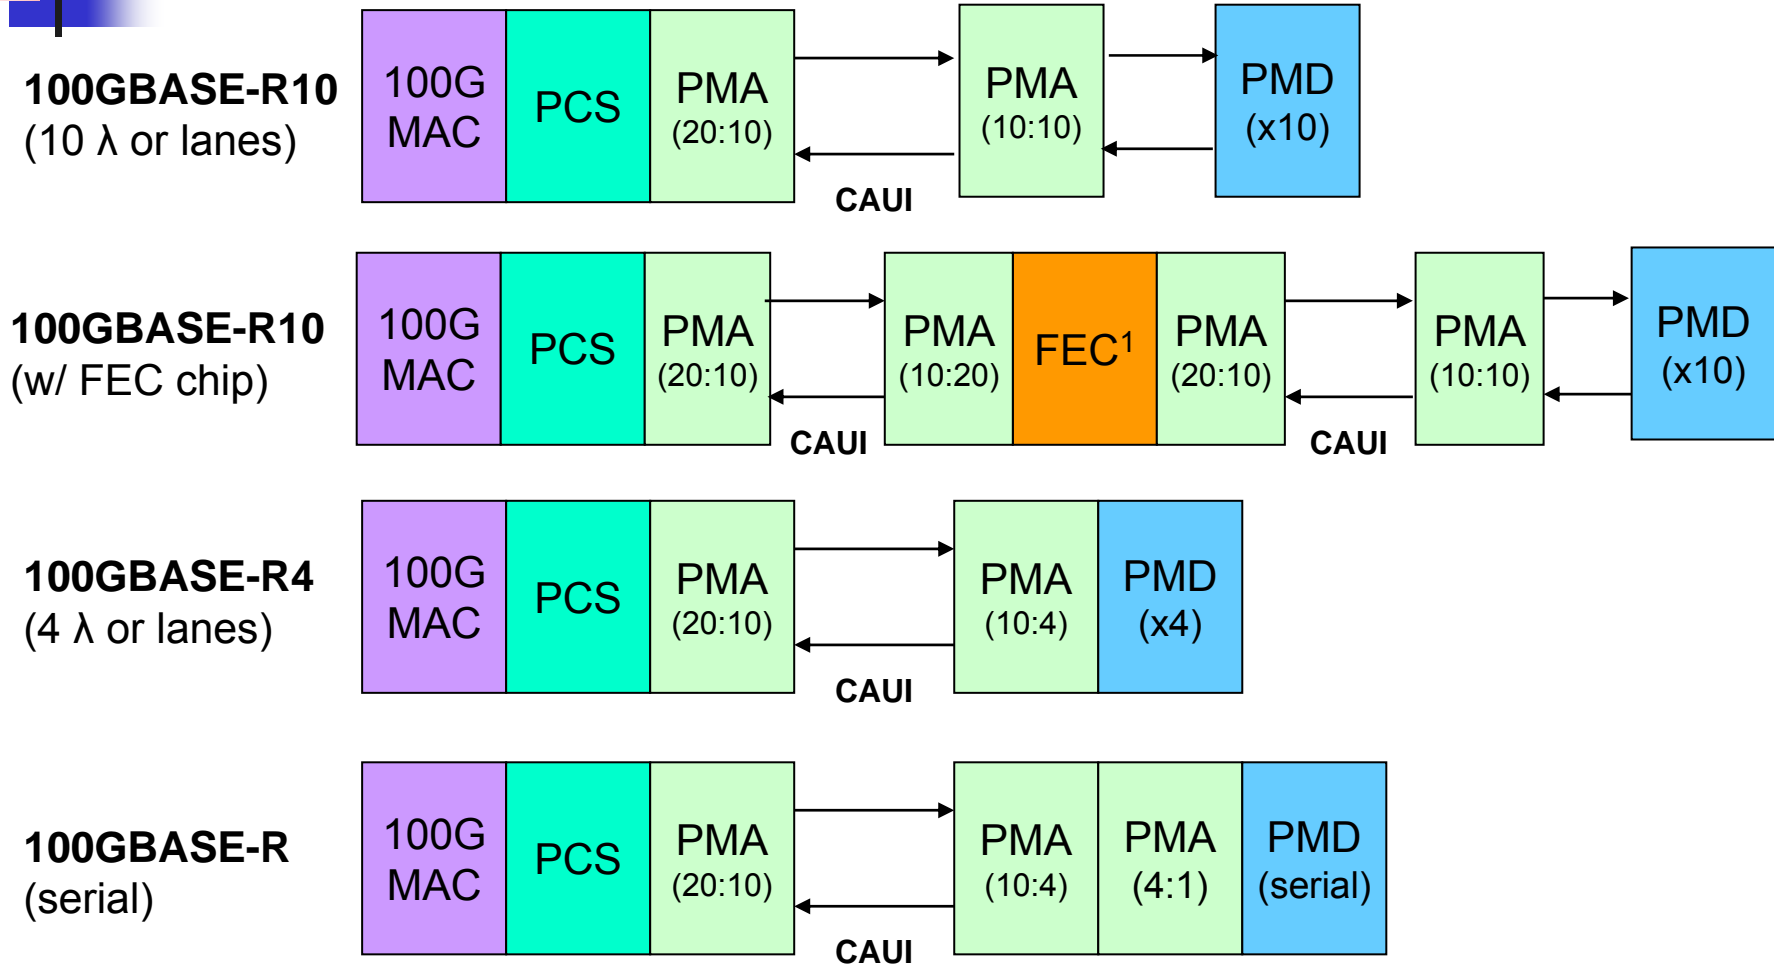 100GBASE-R10
(10 λ or lanes)
100G
MAC
PCS
PMA
(20:10)
CAUI
PMA
(10:10)
PMD
(x10)
100GBASE-R10
(w/ FEC chip)
100G
MAC
PCS
PMA
(20:10)
CAUI
PMA
(10:20)
FEC¹
PMA
(20:10)
CAUI
PMA
(10:10)
PMD
(x10)
100GBASE-R4
(4 λ or lanes)
100G
MAC
PCS
PMA
(20:10)
CAUI
PMA
(10:4)
PMD
(x4)
100GBASE-R
(serial)
100G
MAC
PCS
PMA
(20:10)
CAUI
PMA
(10:4)
PMA
(4:1)
PMD
(serial)